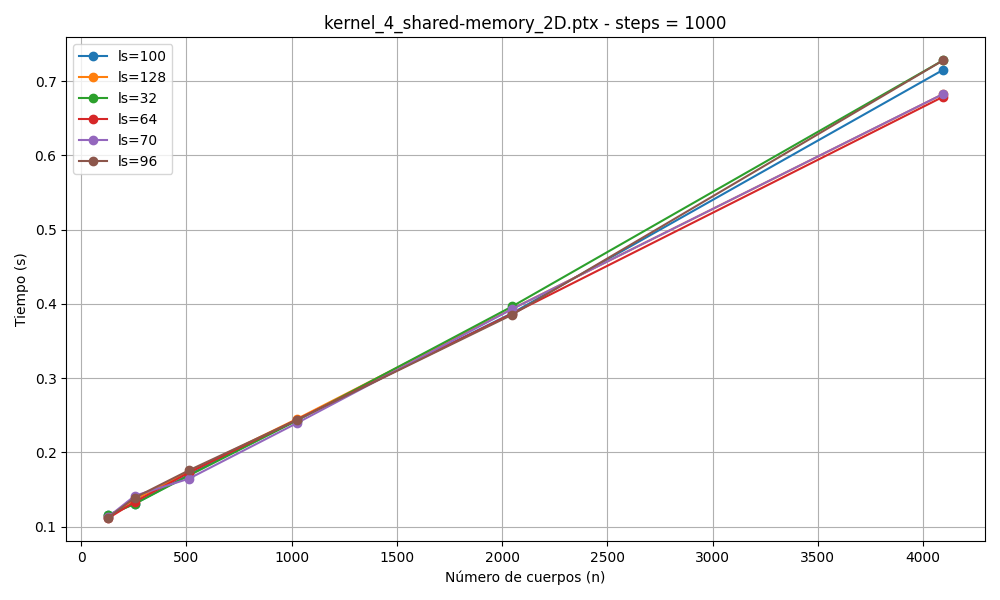 kernel_4_shared-memory_2D.ptx - steps = 1000
ls=100
ls=128
ls=32
ls=64
ls=70
ls=96
Tiempo (s)
0.7
0.6
0.5
0.4
0.3
0.2
0.1
0 500 1000 1500 2000 2500 3000 3500 4000
Número de cuerpos (n)